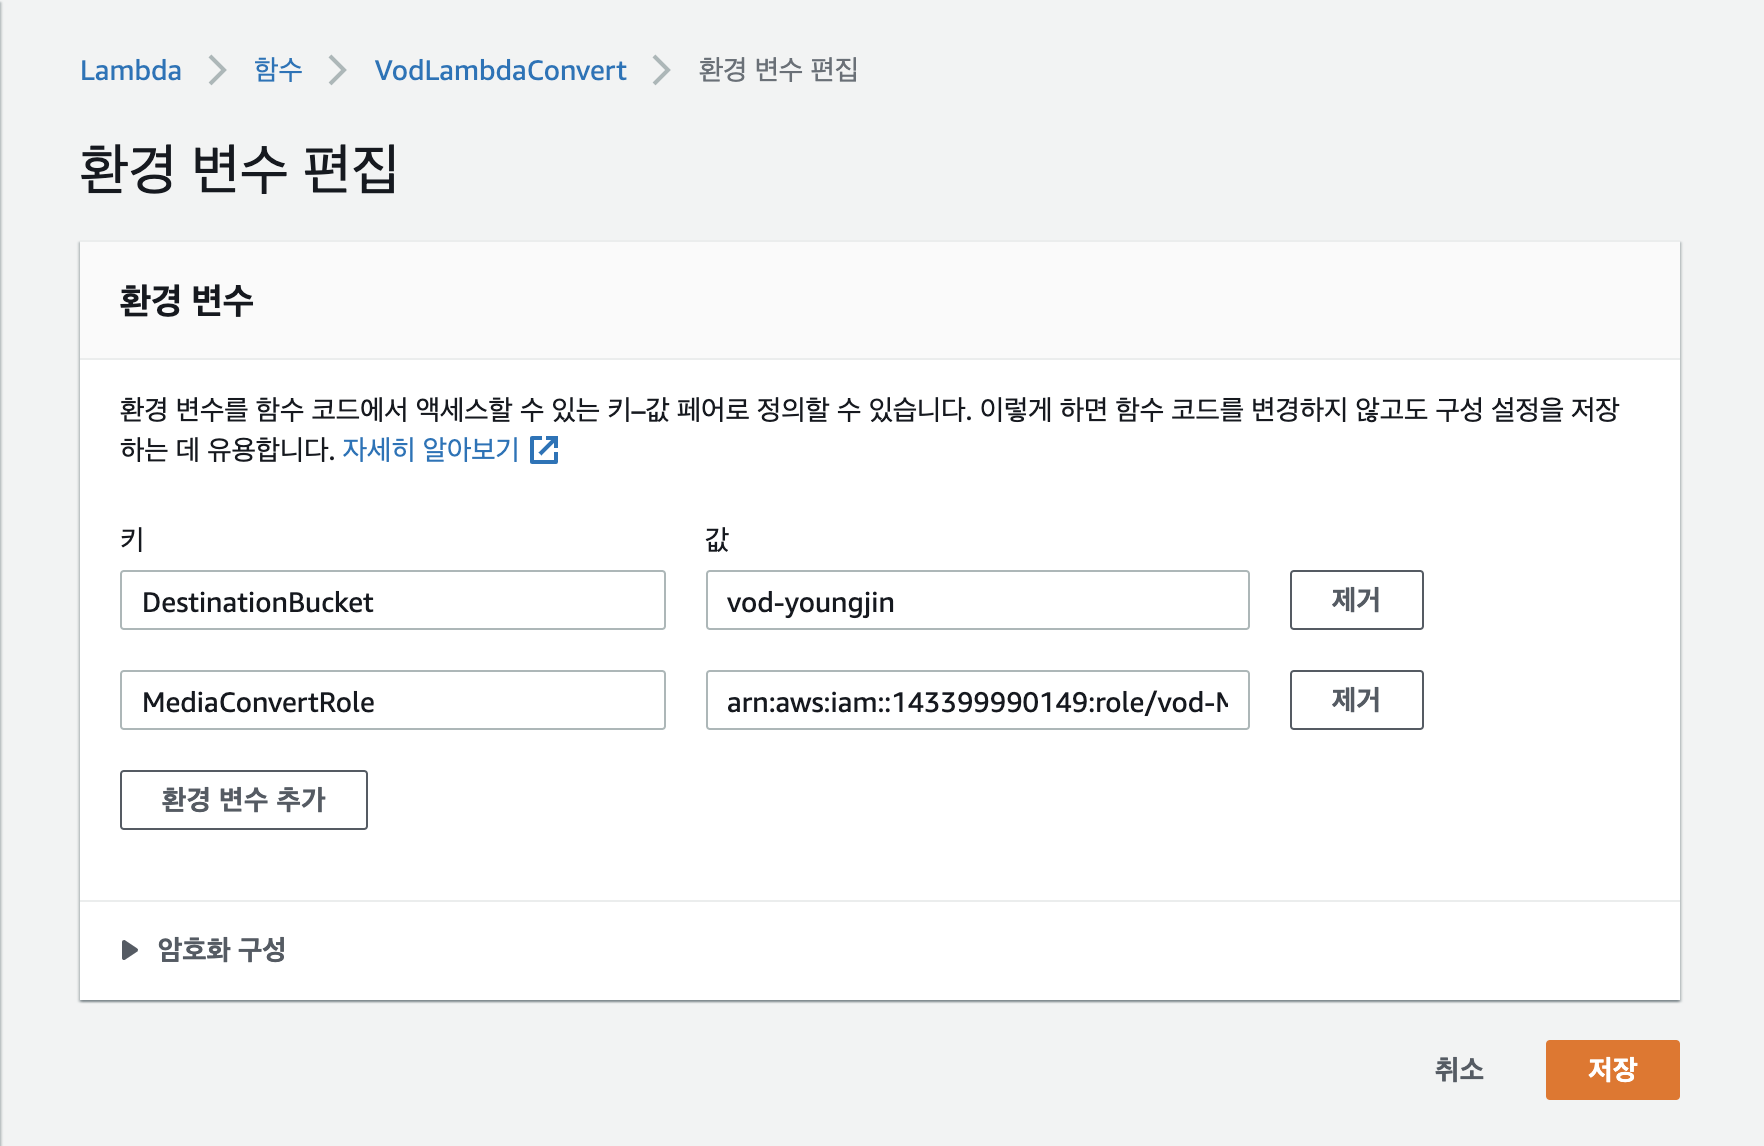 Lambda > 함수 > VodLambdaConvert > 환경 변수 편집
환경 변수 편집
환경 변수
환경 변수를 함수 코드에서 액세스할 수 있는 키–값 페어로 정의할 수 있습니다. 이렇게 하면 함수 코드를 변경하지 않고도 구성 설정을 저장
하는 데 유용합니다. 자세히 알아보기
키 값
DestinationBucket vod-youngjin 제거
MediaConvertRole arn:aws:iam::143399990149:role/vod-M 제거
환경 변수 추가
암호화 구성
취소 저장